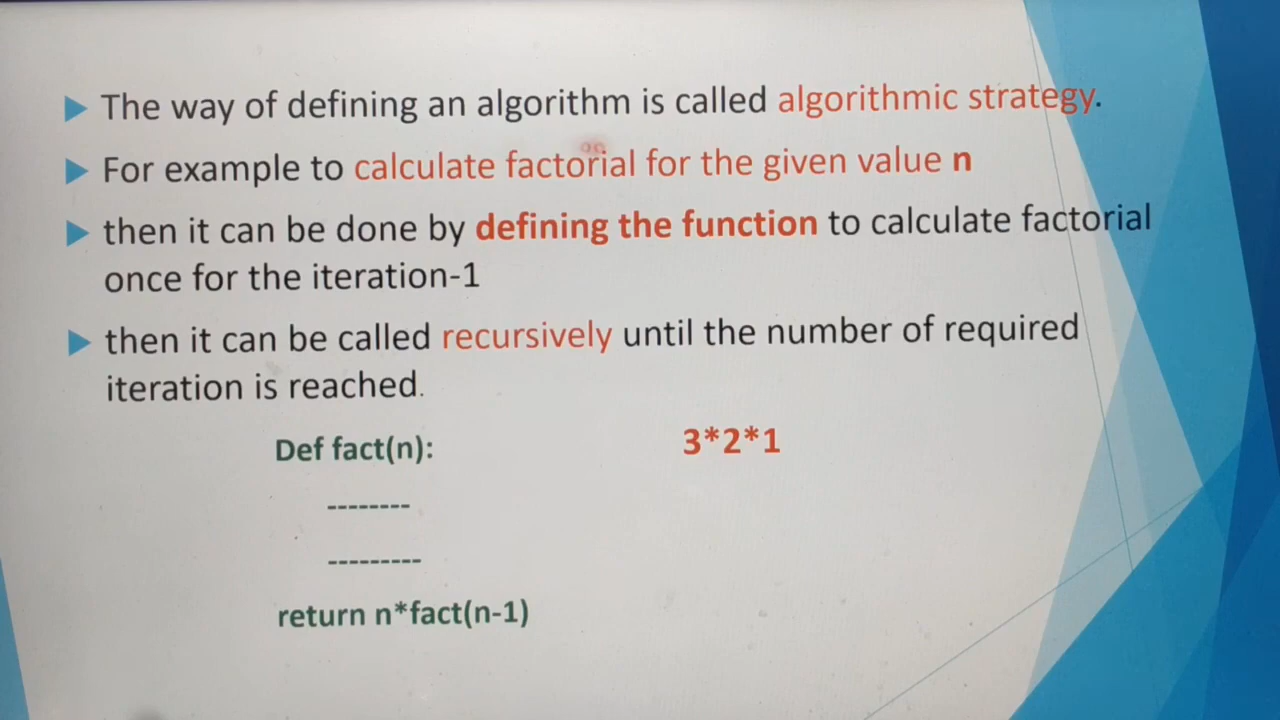 The way of defining an algorithm is called algorithmic strategy.
For example to calculate factorial for the given value n
then it can be done by defining the function to calculate factorial
once for the iteration-1
then it can be called recursively until the number of required
iteration is reached.
Def fact(n): 3*2*1
--------
---------
return n*fact(n-1)